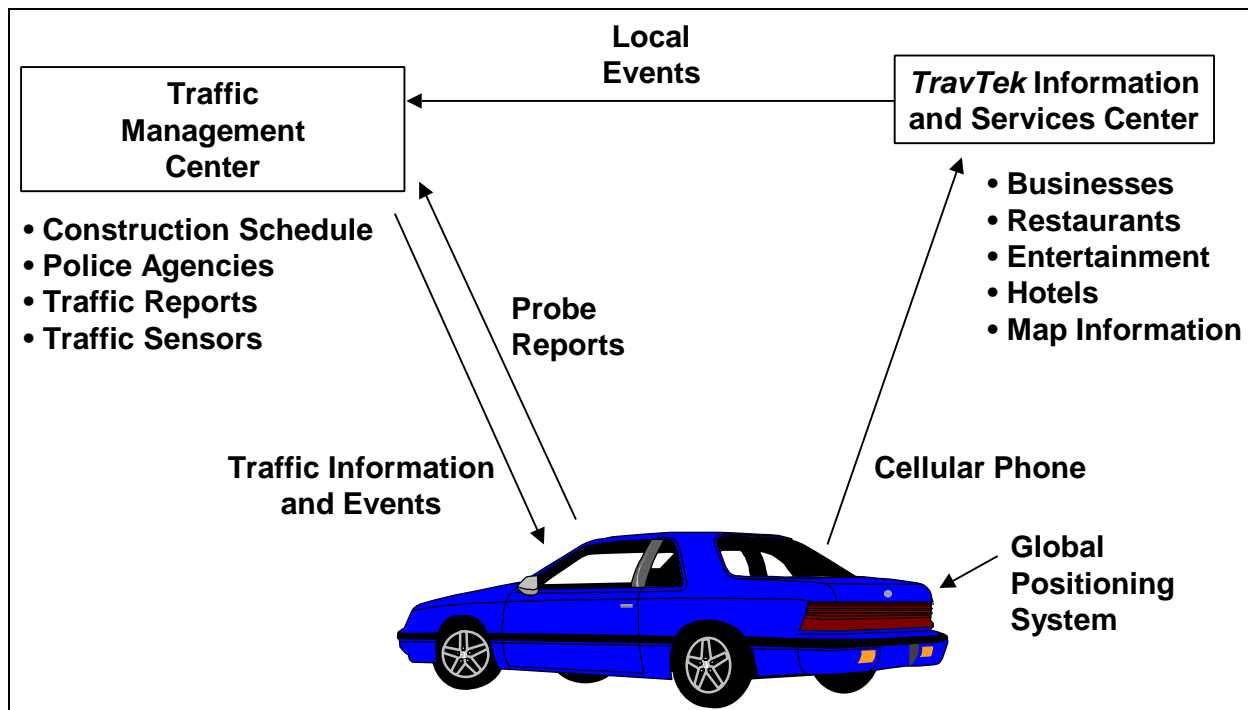 Local
Events
Traffic
Management
Center
TravTek Information
and Services Center
• Construction Schedule
• Police Agencies
• Traffic Reports
• Traffic Sensors
• Businesses
• Restaurants
• Entertainment
• Hotels
• Map Information
Probe
Reports
Traffic Information
and Events
Cellular Phone
Global
Positioning
System